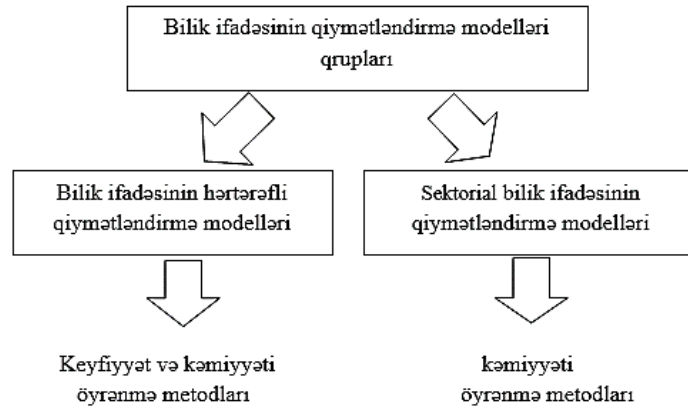 Bilik ifadəsinin qiymətləndirmə modelləri
qrupları
Bilik ifadəsinin hərtərəfli
qiymətləndirmə modelləri
Sektorial bilik ifadəsinin
qiymətləndirmə modelləri
Keyfiyyət və kəmiyyəti
öyrənmə metodları
kəmiyyəti
öyrənmə metodları